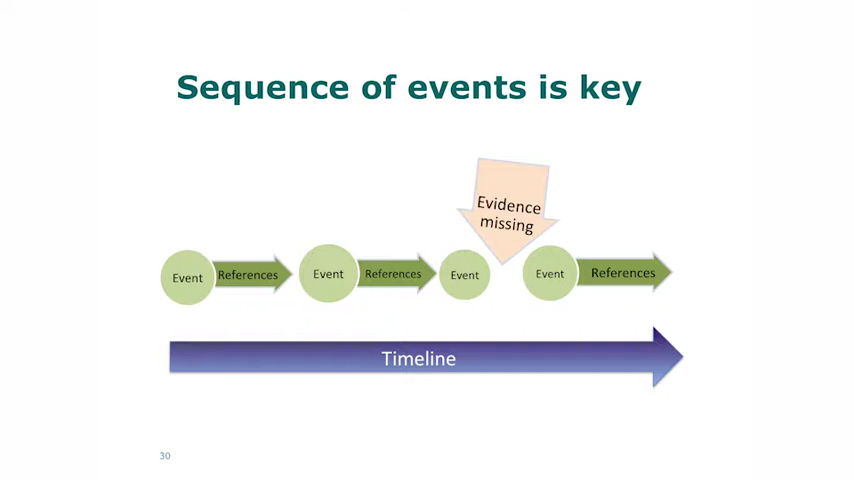 Sequence of events is key
Evidence
missing
Event
References
Event
References
Event
Event
References
Timeline
30